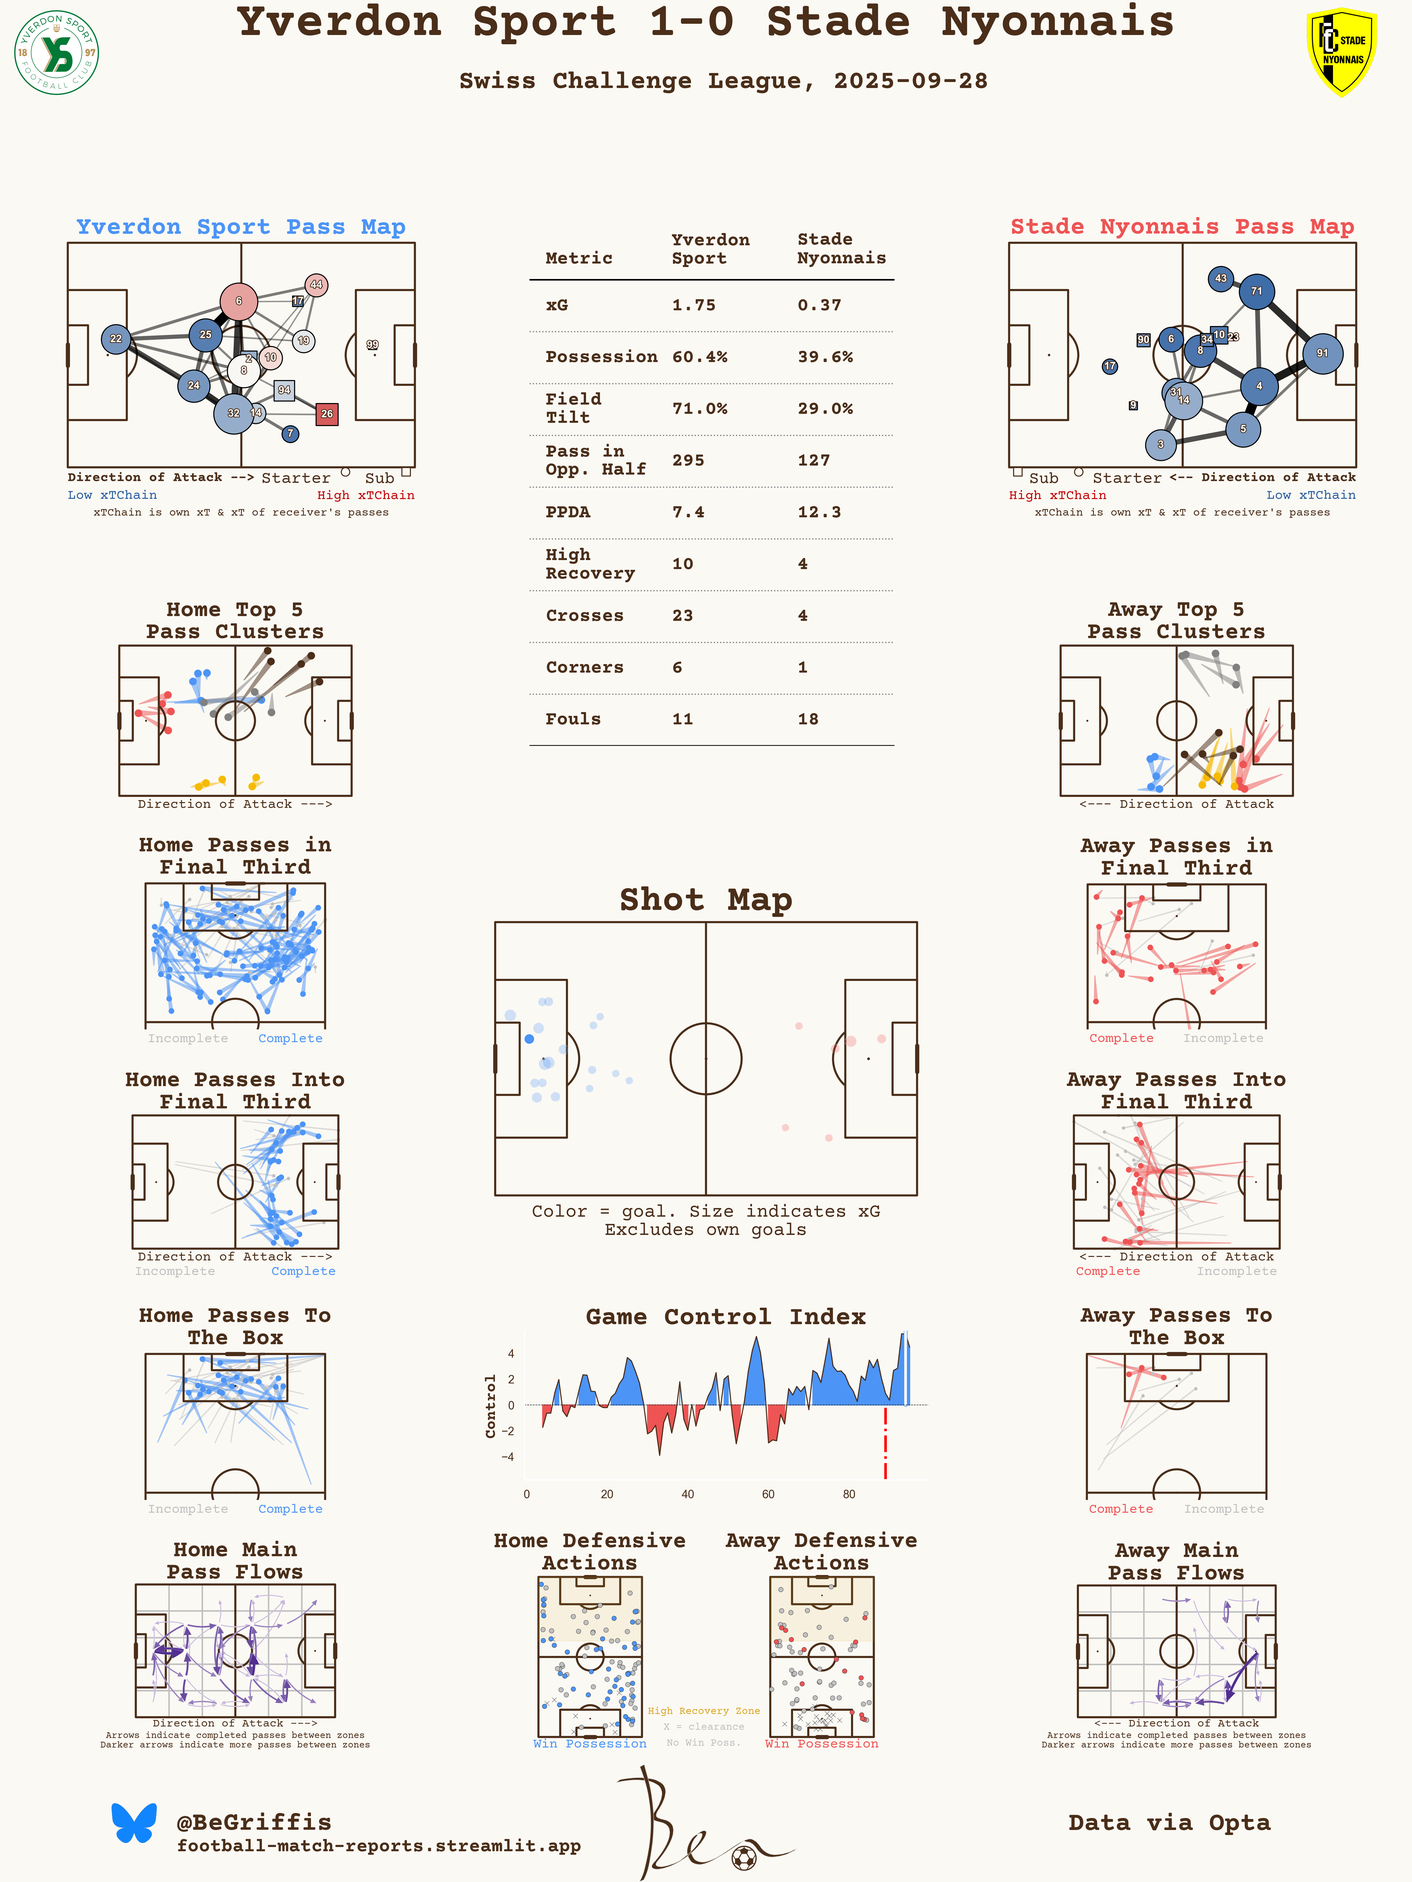 Yverdon Sport 1-0 Stade Nyonnais
Swiss Challenge League, 2025-09-28
YVERDON SPORT
18 97
FOOTBALL CLUB
FC STADE
NYONNAIS
Yverdon Sport Pass Map
22
25
24
6
44
17
19
10
2
8
94
32
14
26
7
99
Direction of Attack --> Starter Sub
Low xTChain High xTChain
xTChain is own xT & xT of receiver's passes
Metric Yverdon Sport Stade Nyonnais
xG 1.75 0.37
Possession 60.4% 39.6%
Field Tilt 71.0% 29.0%
Pass in Opp. Half 295 127
PPDA 7.4 12.3
High Recovery 10 4
Crosses 23 4
Corners 6 1
Fouls 11 18
Stade Nyonnais Pass Map
43
71
90
6
34
10
23
8
91
17
31
14
4
9
5
3
Sub Starter <-- Direction of Attack
High xTChain Low xTChain
xTChain is own xT & xT of receiver's passes
Home Top 5
Pass Clusters
Direction of Attack --->
Away Top 5
Pass Clusters
<--- Direction of Attack
Home Passes in
Final Third
Incomplete Complete
Away Passes in
Final Third
Complete Incomplete
Shot Map
Color = goal. Size indicates xG
Excludes own goals
Home Passes Into
Final Third
Direction of Attack --->
Incomplete Complete
Away Passes Into
Final Third
<--- Direction of Attack
Complete Incomplete
Home Passes To
The Box
Incomplete Complete
Game Control Index
Control
4
2
0
−2
−4
0 20 40 60 80
Away Passes To
The Box
Complete Incomplete
Home Main
Pass Flows
Direction of Attack --->
Arrows indicate completed passes between zones
Darker arrows indicate more passes between zones
Home Defensive
Actions
Win Possession
High Recovery Zone
X = clearance
No Win Poss.
Away Defensive
Actions
Win Possession
Away Main
Pass Flows
<--- Direction of Attack
Arrows indicate completed passes between zones
Darker arrows indicate more passes between zones
@BeGriffis
football-match-reports.streamlit.app
Ben
Data via Opta